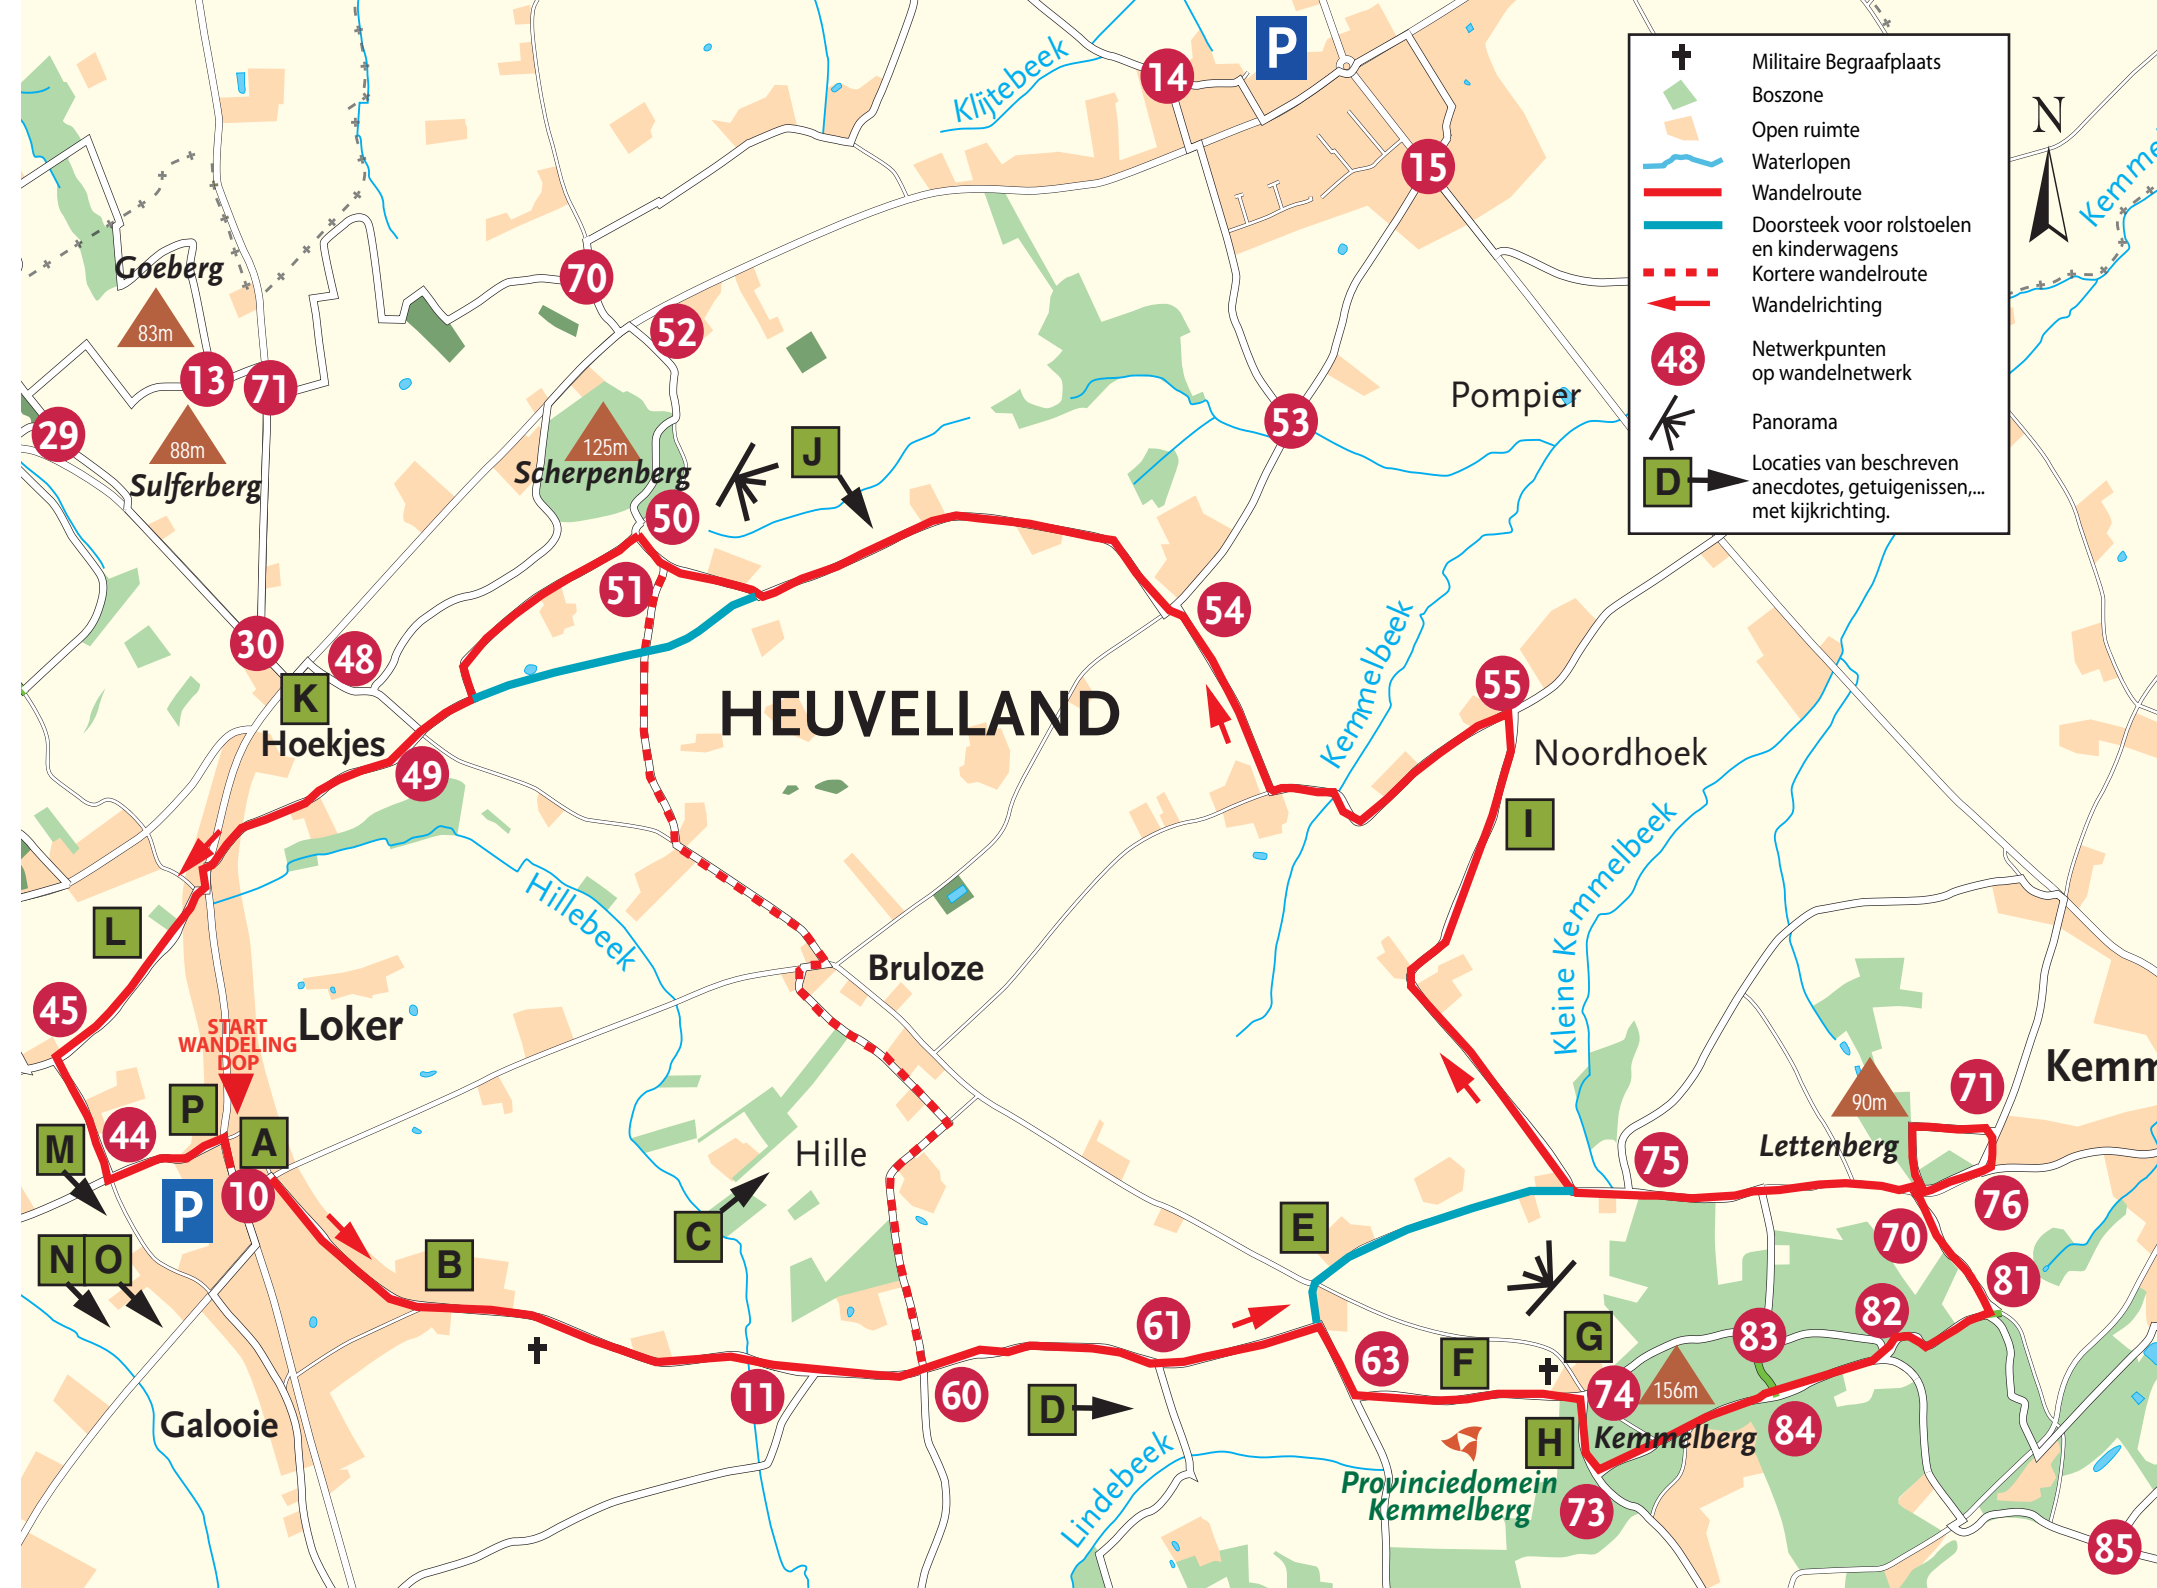 Klijtebeek
14
P
15
Militaire Begraafplaats
Boszone
Open ruimte
Waterlopen
Wandelroute
Doorsteek voor rolstoelen
en kinderwagens
Kortere wandelroute
Wandelrichting
48
Netwerkpunten
op wandelnetwerk
Panorama
D
Locaties van beschreven
anecdotes, getuigenissen,...
met kijkrichting.
N
Kemme
Goeberg
83m
70
52
13
71
29
88m
Sulferberg
125m
Scherpenberg
J
53
Pompier
50
51
54
30
48
K
Hoekjes
49
HEUVELLAND
Kemmelbeek
55
Noordhoek
I
Kleine Kemmelbeek
L
Hillebeek
Bruloze
45
START
WANDELING
DOP
Loker
Kemm
90m
71
Lettenberg
P
44
A
M
10
P
Hille
75
76
C
E
70
N
O
B
81
61
82
83
G
63
F
74
156m
11
60
D
H
Kemmelberg
84
Galooie
Lindebeek
Provinciedomein
Kemmelberg
73
85